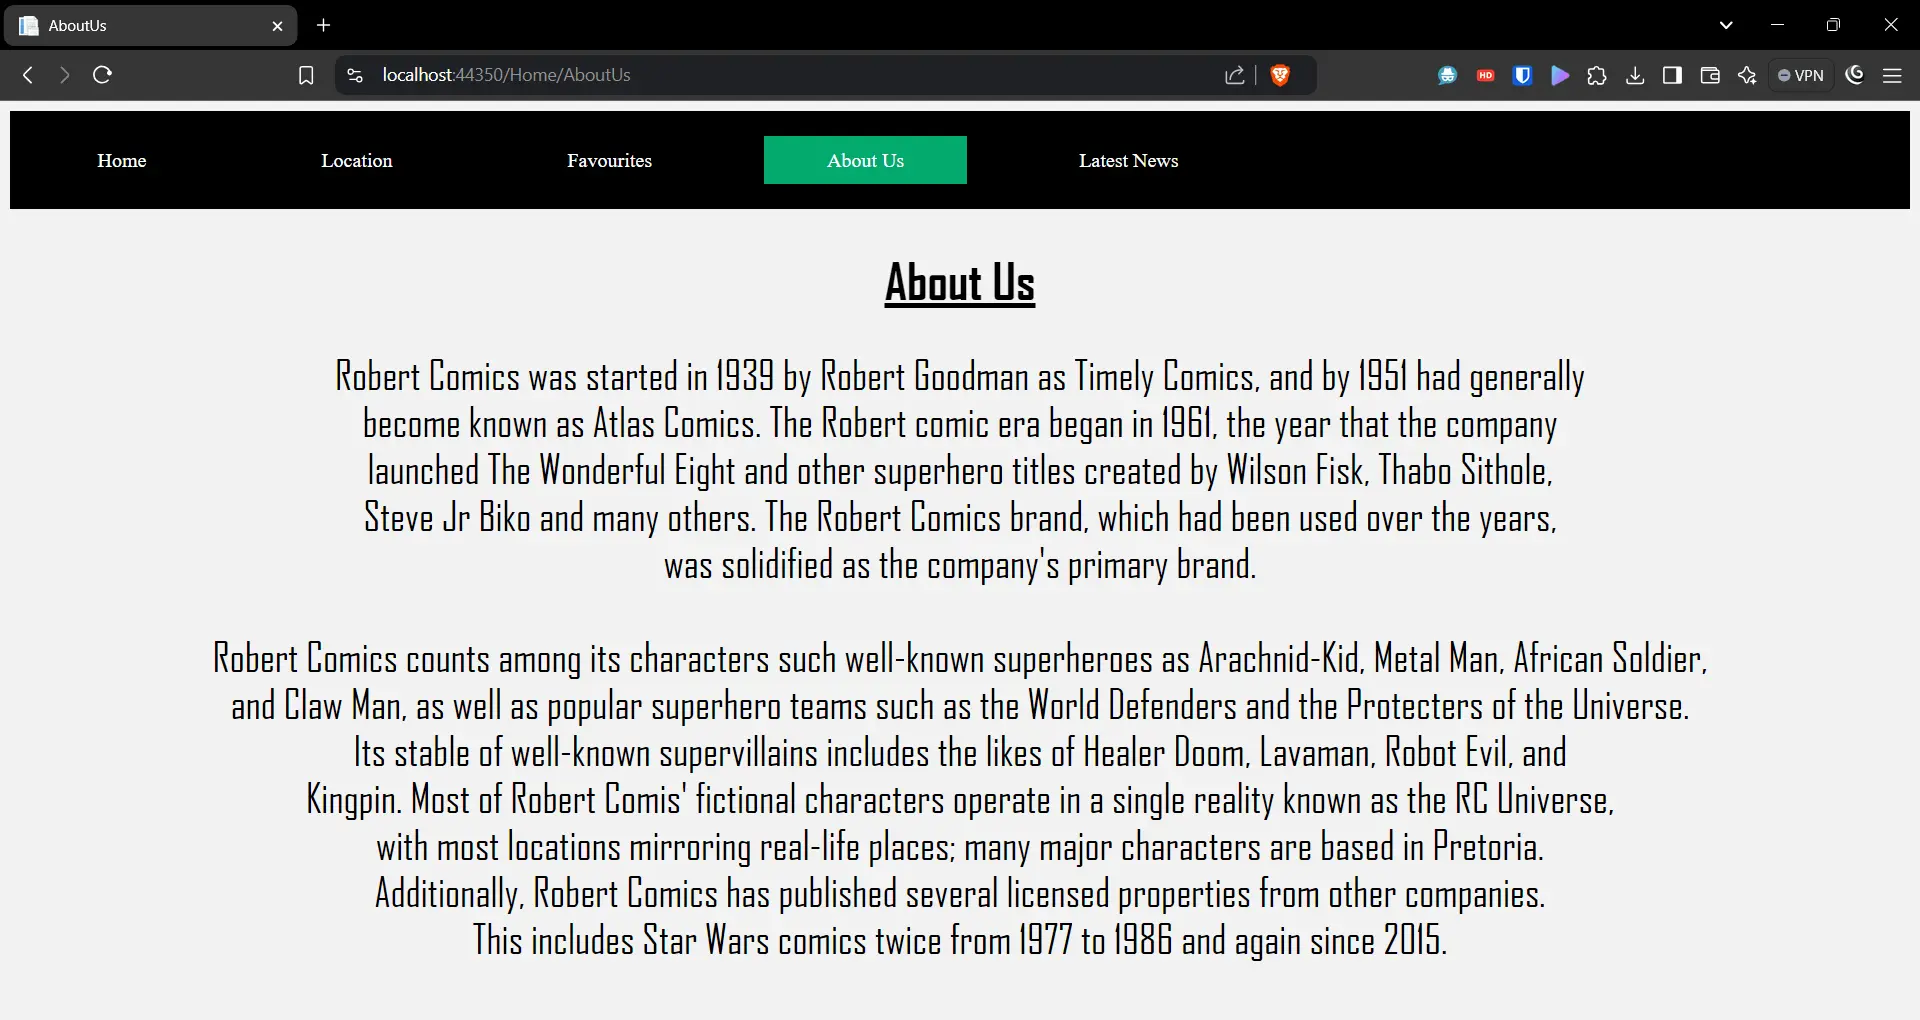 AboutUs
localhost:44350/Home/AboutUs
HD
VPN
Home
Location
Favourites
About Us
Latest News
About Us
Robert Comics was started in 1939 by Robert Goodman as Timely Comics, and by 1951 had generally
become known as Atlas Comics. The Robert comic era began in 1961, the year that the company
launched The Wonderful Eight and other superhero titles created by Wilson Fisk, Thabo Sithole,
Steve Jr Biko and many others. The Robert Comics brand, which had been used over the years,
was solidified as the company's primary brand.
Robert Comics counts among its characters such well-known superheroes as Arachnid-Kid, Metal Man, African Soldier,
and Claw Man, as well as popular superhero teams such as the World Defenders and the Protecters of the Universe.
Its stable of well-known supervillains includes the likes of Healer Doom, Lavaman, Robot Evil, and
Kingpin. Most of Robert Comis' fictional characters operate in a single reality known as the RC Universe,
with most locations mirroring real-life places; many major characters are based in Pretoria.
Additionally, Robert Comics has published several licensed properties from other companies.
This includes Star Wars comics twice from 1977 to 1986 and again since 2015.